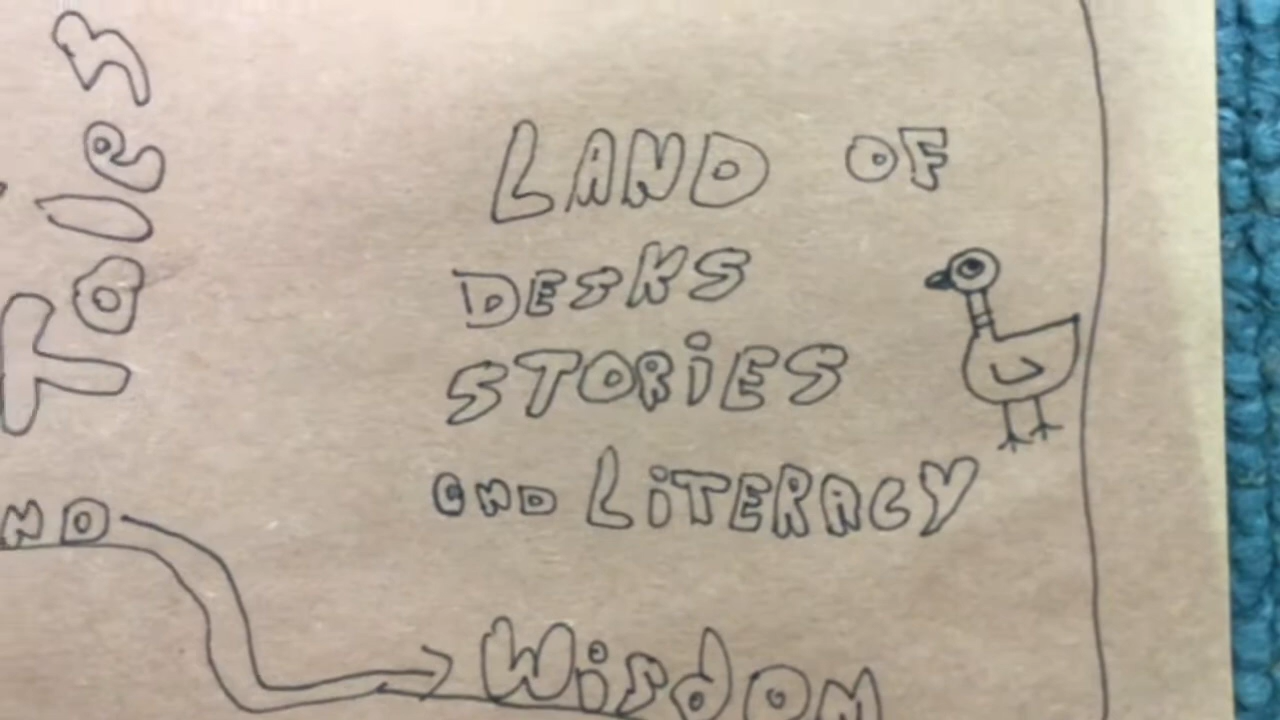 Tales
LAND OF
DESKS
STORIES
AND LITERACY
ND
Wisdom